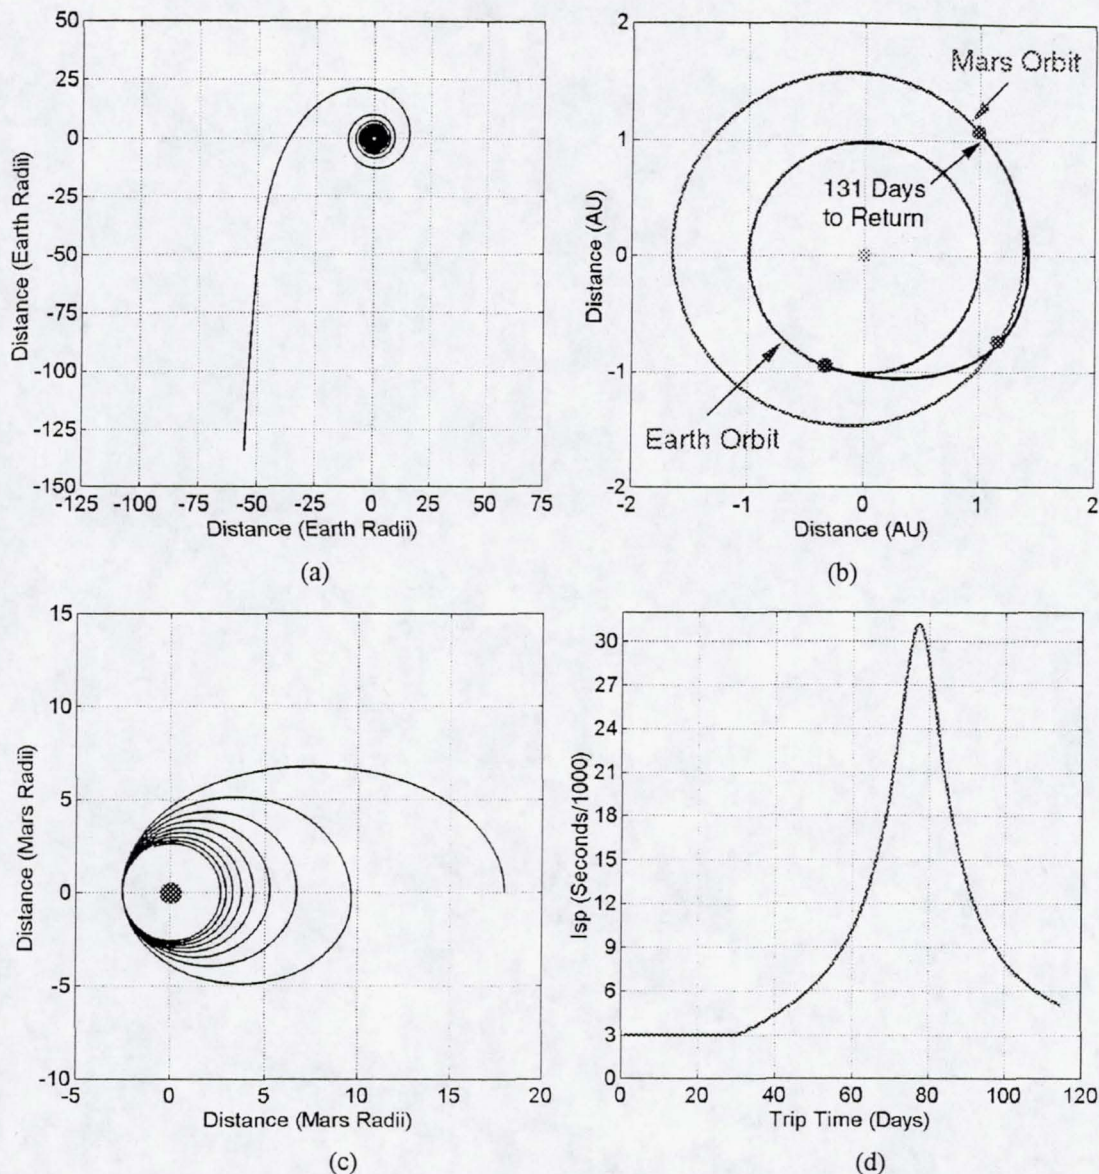 50
25
0
-25
-50
-75
-100
-125
-150
-125 -100 -75 -50 -25 0 25 50 75
Distance (Earth Radii)
Distance (Earth Radii)
(a)
2
1
0
-1
-2
-2 -1 0 1 2
Distance (AU)
Distance (AU)
Mars Orbit
131 Days
to Return
Earth Orbit
(b)
15
10
5
0
-5
-10
-5 0 5 10 15 20
Distance (Mars Radii)
Distance (Mars Radii)
(c)
30
27
24
21
18
15
12
9
6
3
0
0 20 40 60 80 100 120
Isp (Seconds/1000)
Trip Time (Days)
(d)